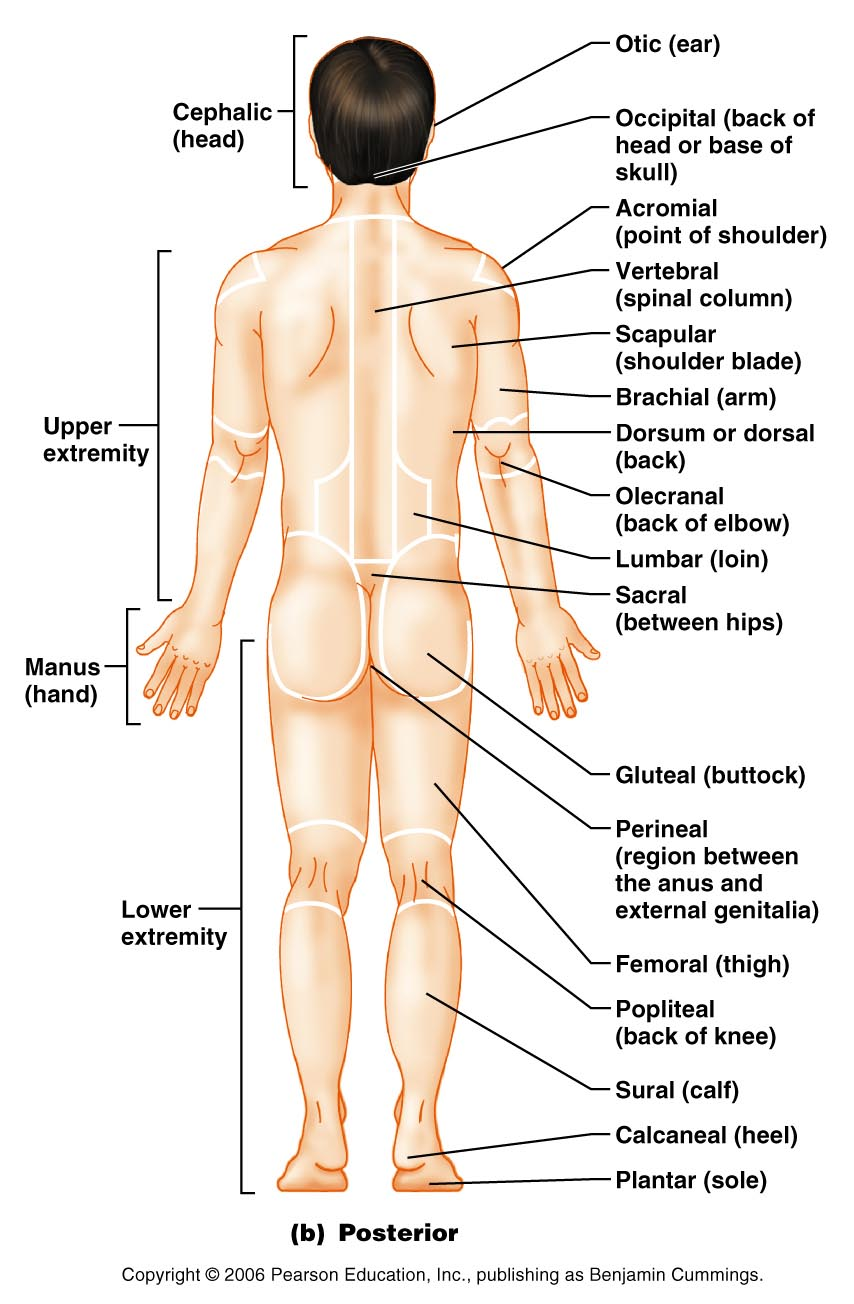 Cephalic
(head)
Upper
extremity
Manus
(hand)
Lower
extremity
Otic (ear)
Occipital (back of
head or base of
skull)
Acromial
(point of shoulder)
Vertebral
(spinal column)
Scapular
(shoulder blade)
Brachial (arm)
Dorsum or dorsal
(back)
Olecranal
(back of elbow)
Lumbar (loin)
Sacral
(between hips)
Gluteal (buttock)
Perineal
(region between
the anus and
external genitalia)
Femoral (thigh)
Popliteal
(back of knee)
Sural (calf)
Calcaneal (heel)
Plantar (sole)
(b) Posterior
Copyright © 2006 Pearson Education, Inc., publishing as Benjamin Cummings.